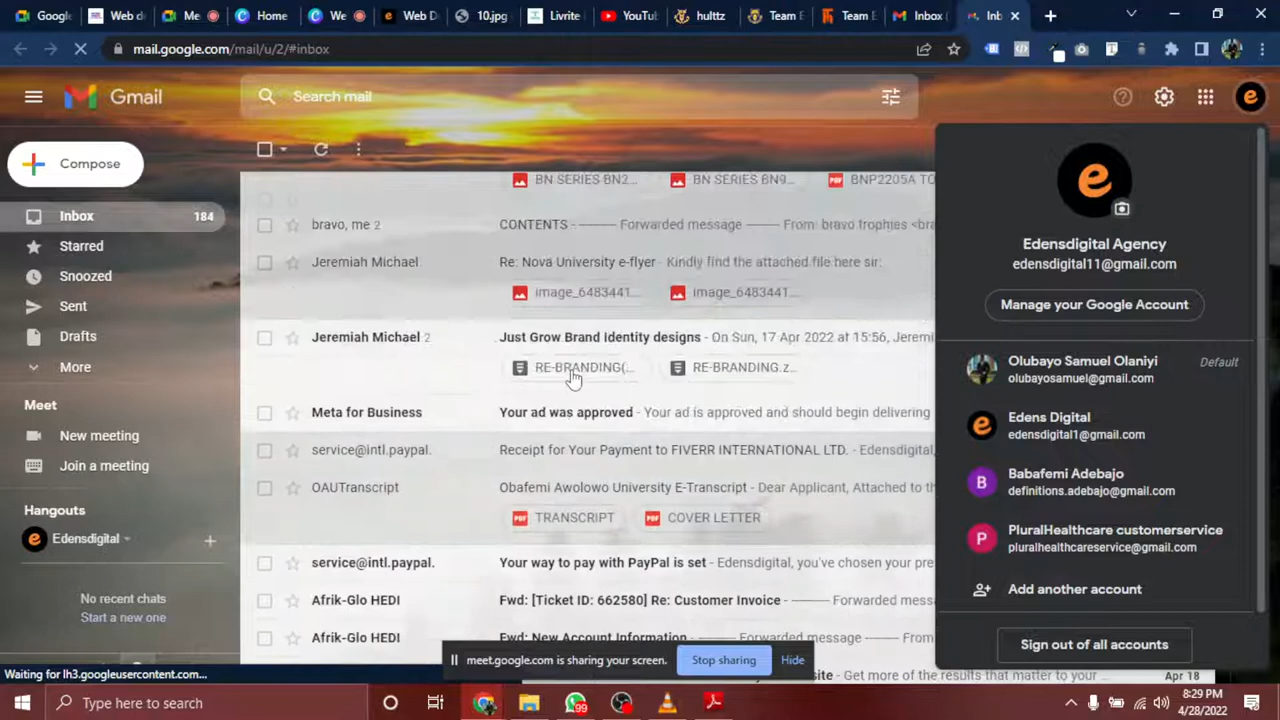 Google
Web d
Me
Home
We
Web D
10.jpg
Livrite
YouTu
hulttz
Team E
Team E
Inbox (
Inb
mail.google.com/mail/u/2/#inbox
Gmail
Search mail
Compose
Inbox 184
Starred
Snoozed
Sent
Drafts
More
Meet
New meeting
Join a meeting
Hangouts
Edensdigital
No recent chats
Start a new one
BN SERIES BN2... BN SERIES BN9... BNP2205A TO
bravo, me 2 CONTENTS - ——— Forwarded message ——— From: bravo trophies <bra
Jeremiah Michael Re: Nova University e-flyer - Kindly find the attached file here sir:
image_6483441... image_6483441...
Jeremiah Michael 2 Just Grow Brand identity designs - On Sun, 17 Apr 2022 at 15:56, Jeremi
RE-BRANDING(... RE-BRANDING.z...
Meta for Business Your ad was approved - Your ad is approved and should begin delivering
service@intl.paypal. Receipt for Your Payment to FIVERR INTERNATIONAL LTD. - Edensdigital,
OAUTranscript Obafemi Awolowo University E-Transcript - Dear Applicant, Attached to th
PDF TRANSCRIPT PDF COVER LETTER
service@intl.paypal. Your way to pay with PayPal is set - Edensdigital, you've chosen your pre
Afrik-Glo HEDI Fwd: [Ticket ID: 662580] Re: Customer Invoice - ——— Forwarded messa
Afrik-Glo HEDI Fwd: New Account Information - ——— Forwarded message ——— From:
site - Get more of the results that matter to your... Apr 18
Edensdigital Agency
edensdigital11@gmail.com
Manage your Google Account
Olubayo Samuel Olaniyi Default
olubayosamuel@gmail.com
Edens Digital
edensdigital1@gmail.com
B
Babafemi Adebajo
definitions.adebajo@gmail.com
P
PluralHealthcare customerservice
pluralhealthcareservice@gmail.com
Add another account
Sign out of all accounts
meet.google.com is sharing your screen. Stop sharing Hide
Waiting for lh3.googleusercontent.com...
Type here to search
99
8:29 PM
4/28/2022